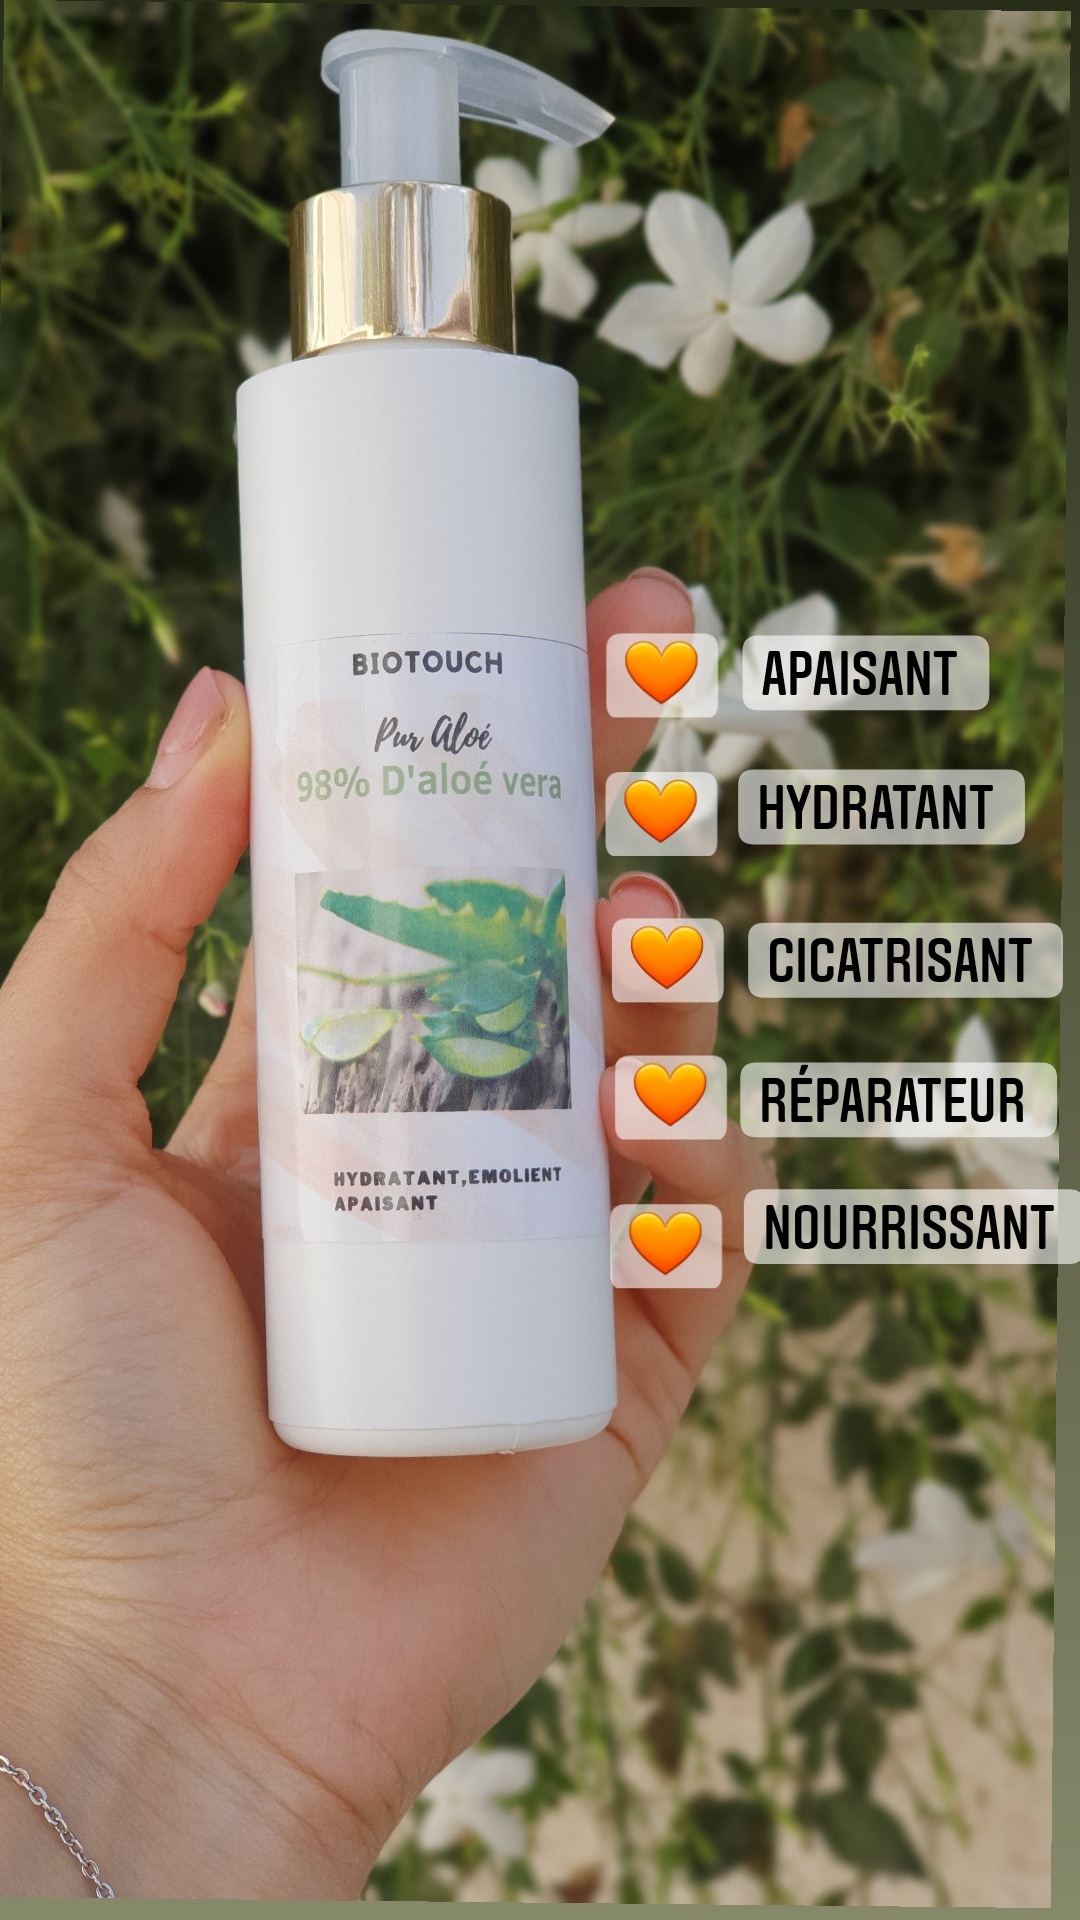 BIOTOUCH
Pur Aloé
98% D'aloé vera
HYDRATANT,EMOLIENT
APAISANT
🧡 APAISANT
🧡 HYDRATANT
🧡 CICATRISANT
🧡 RÉPARATEUR
🧡 NOURRISSANT